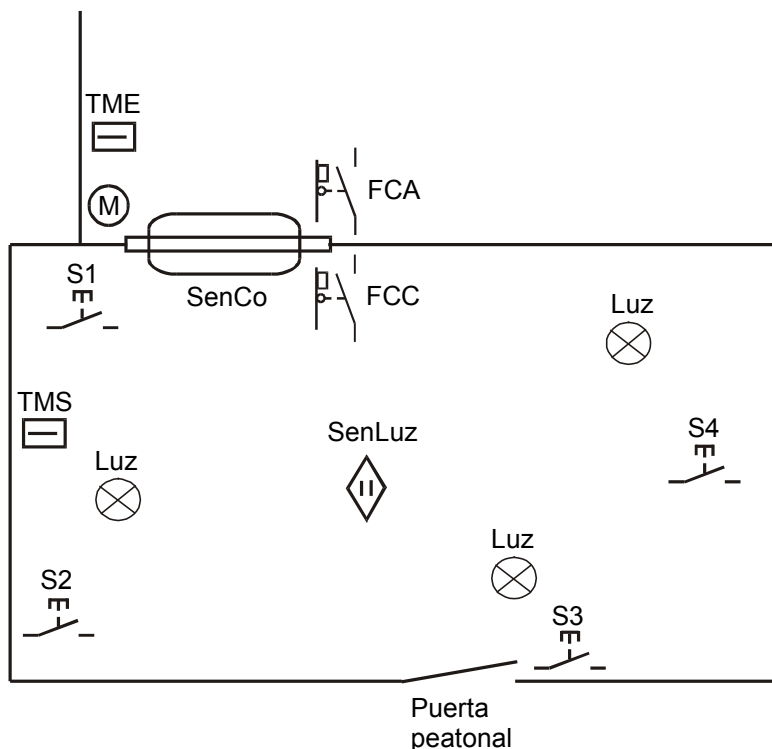 TME
M
FCA
S1
SenCo
FCC
Luz
TMS
SenLuz
S4
Luz
Luz
S2
S3
Puerta
peatonal